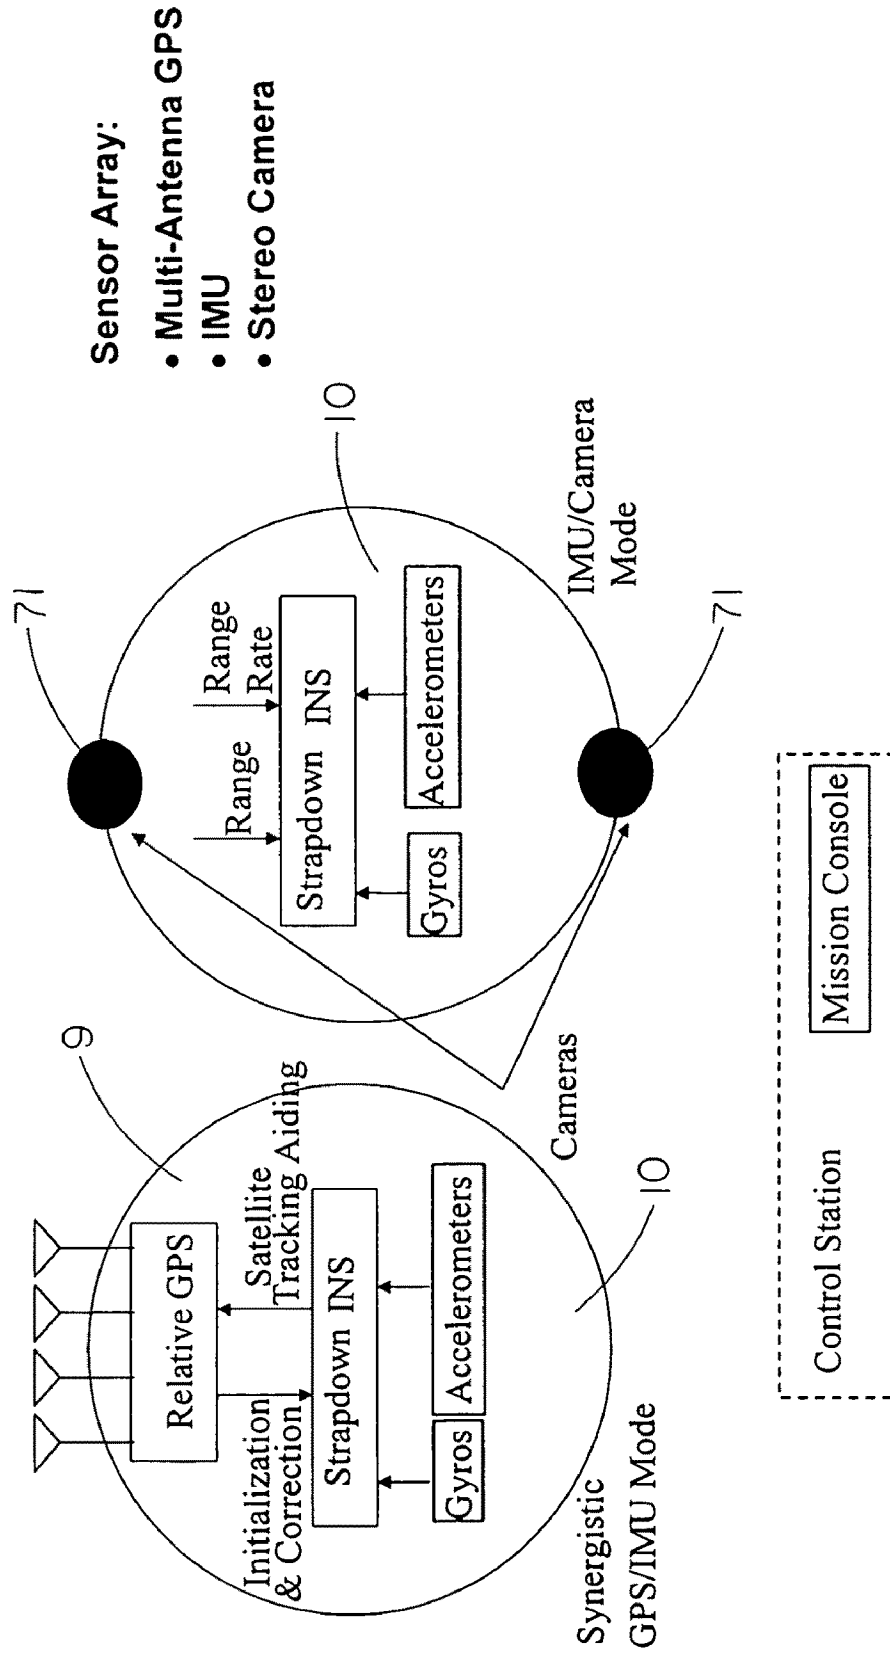 Sensor Array:
• Multi-Antenna GPS
• IMU
• Stereo Camera
9
Relative GPS
Initialization
& Correction
Satellite
Tracking Aiding
Strapdown INS
Gyros
Accelerometers
10
Synergistic
GPS/IMU Mode
Cameras
71
Range
Range
Rate
Strapdown INS
Gyros
Accelerometers
10
71
IMU/Camera
Mode
Control Station
Mission Console